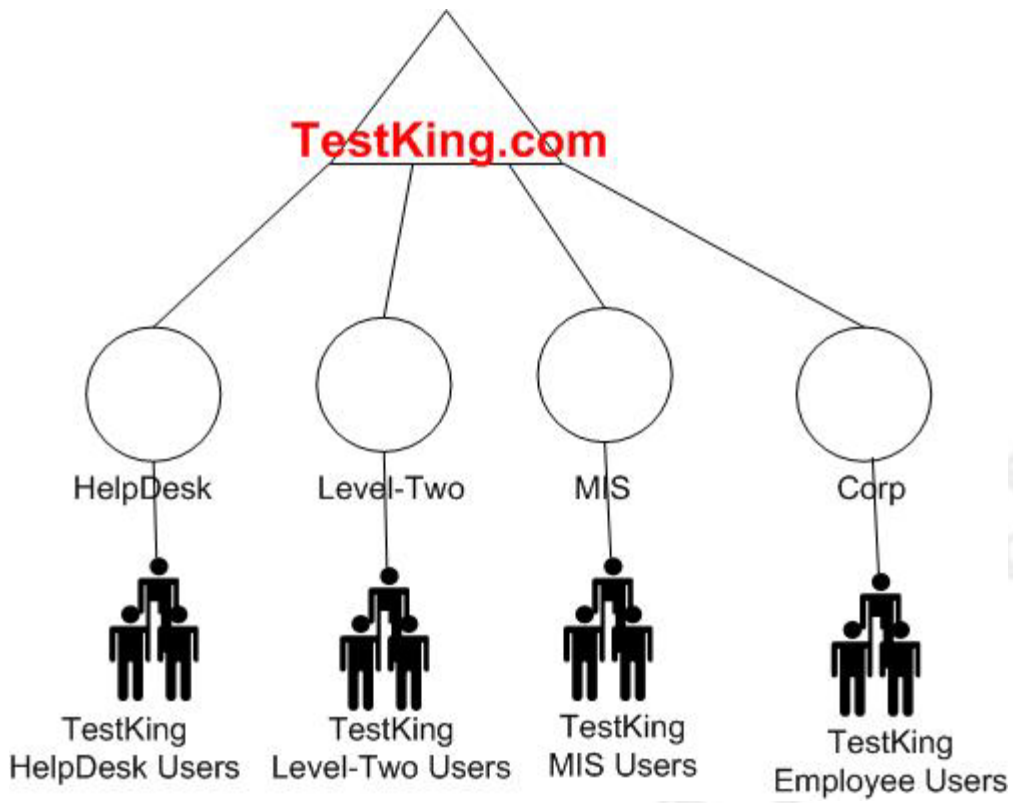 TestKing.com
HelpDesk
Level-Two
MIS
Corp
TestKing
HelpDesk Users
TestKing
Level-Two Users
TestKing
MIS Users
TestKing
Employee Users